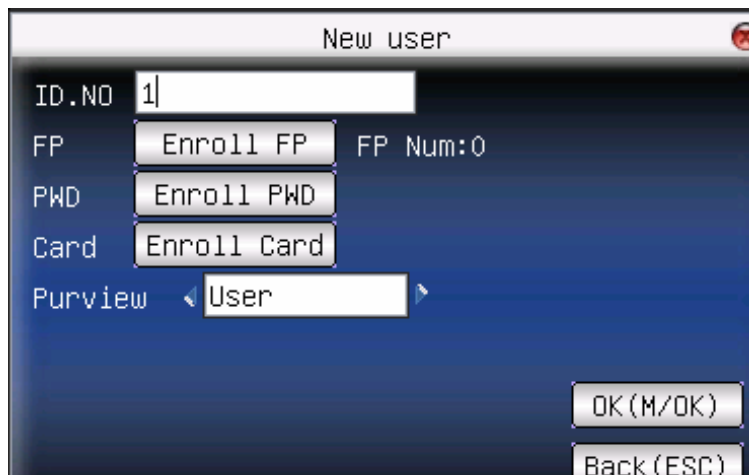 New user
ID.NO 1
FP Enroll FP FP Num:0
PWD Enroll PWD
Card Enroll Card
Purview User
OK(M/OK)
Back(ESC)